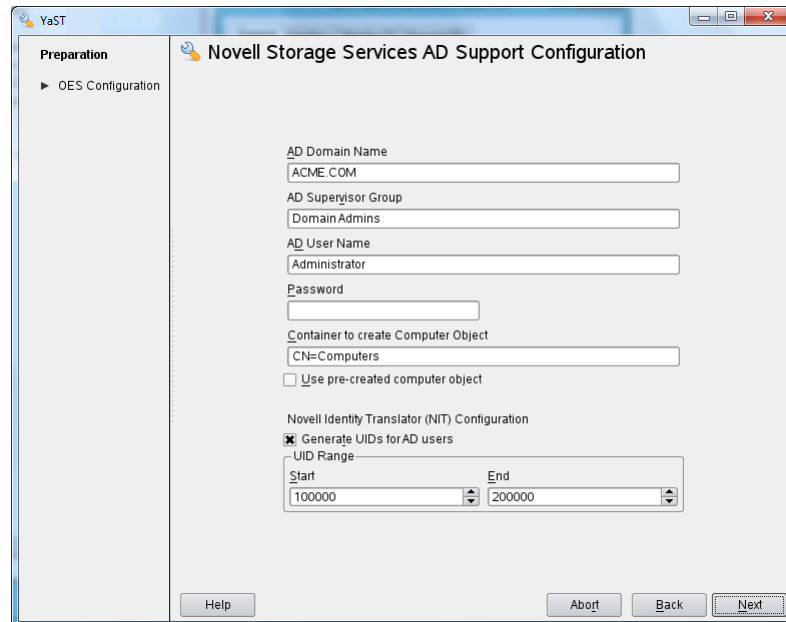 YaST
Preparation
OES Configuration
Novell Storage Services AD Support Configuration
AD Domain Name
ACME.COM
AD Supervisor Group
Domain Admins
AD User Name
Administrator
Password
Container to create Computer Object
CN=Computers
Use pre-created computer object
Novell Identity Translator (NIT) Configuration
Generate UIDs for AD users
UID Range
Start End
100000 200000
Help Abort Back Next